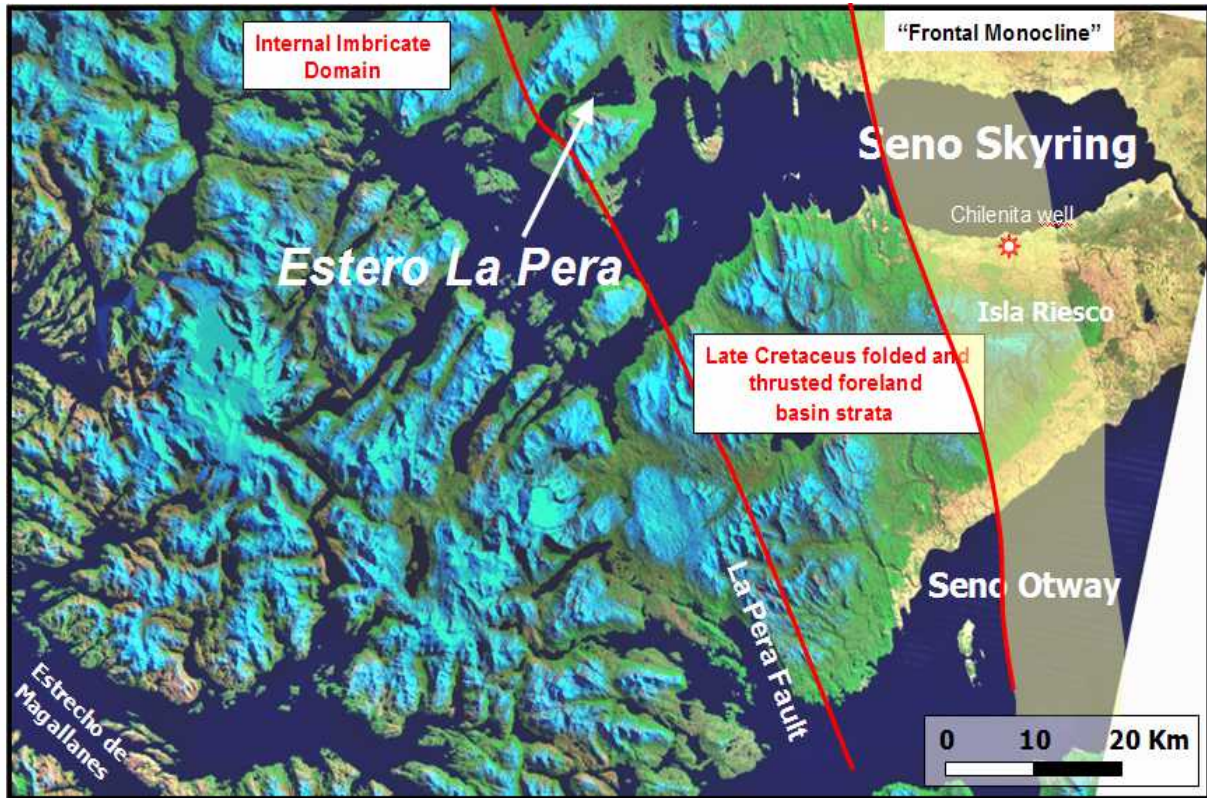 Internal Imbricate
Domain
“Frontal Monocline”
Seno Skyring
Chilenita well
Estero La Pera
Isla Riesco
Late Cretaceus folded and
thrusted foreland
basin strata
Seno Otway
La Pera Fault
Estrecho de
Magallanes
0 10 20 Km